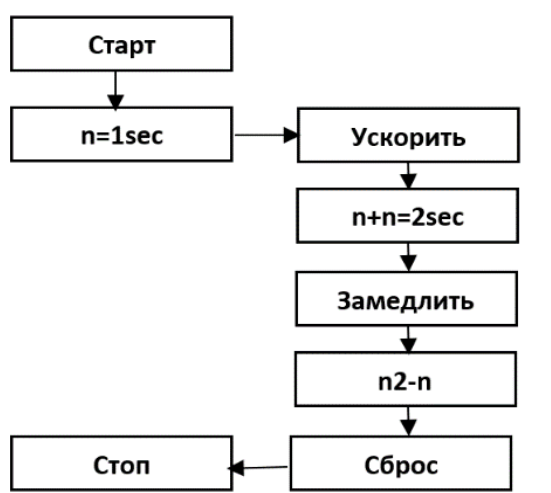 Старт
n=1sec
Ускорить
n+n=2sec
Замедлить
n2-n
Сброс
Стоп